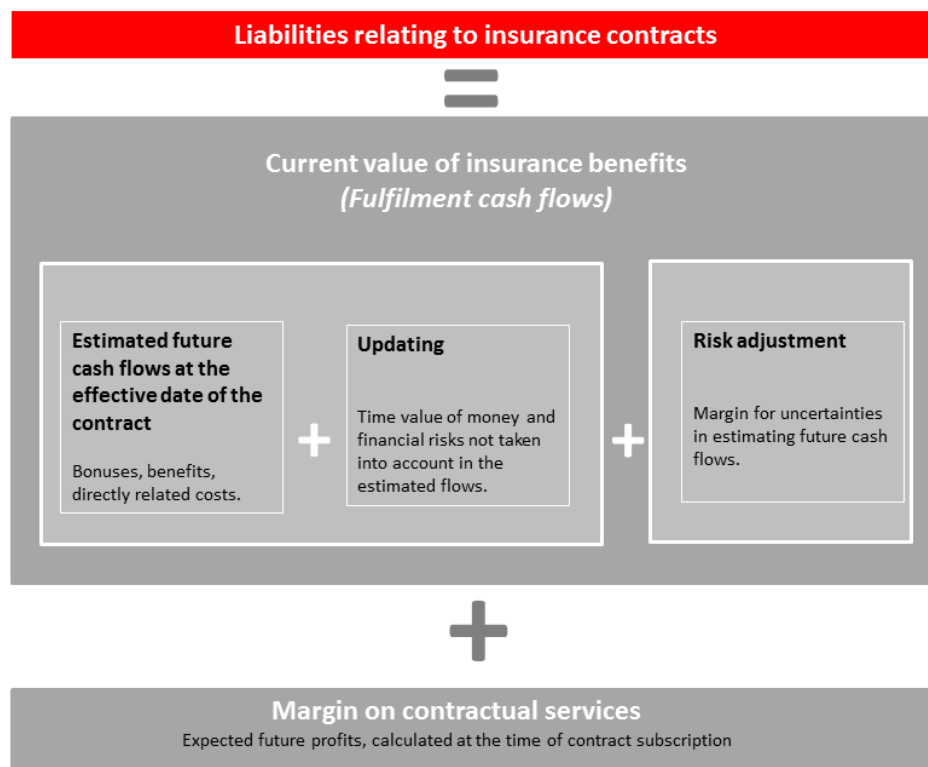 Liabilities relating to insurance contracts
=
Current value of insurance benefits
(Fulfilment cash flows)
Estimated future
cash flows at the
effective date of the
contract
Bonuses, benefits,
directly related costs.
+
Updating
Time value of money and
financial risks not taken
into account in the
estimated flows.
+
Risk adjustment
Margin for uncertainties
in estimating future cash
flows.
+
Margin on contractual services
Expected future profits, calculated at the time of contract subscription